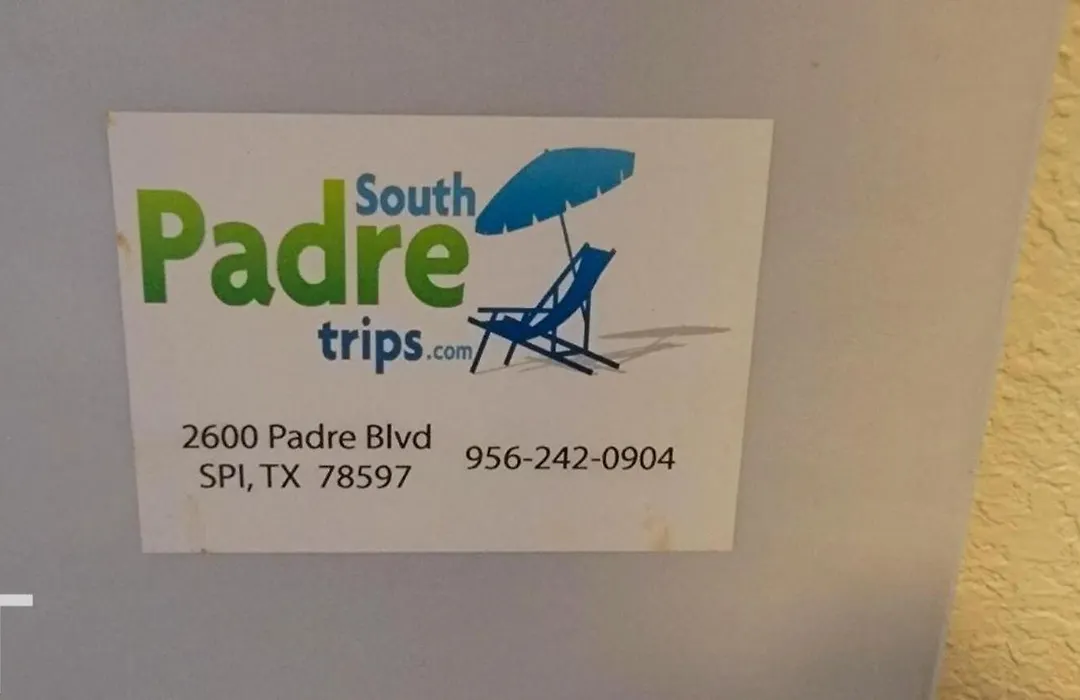 South
Padre
trips.com
2600 Padre Blvd
SPI, TX 78597
956-242-0904